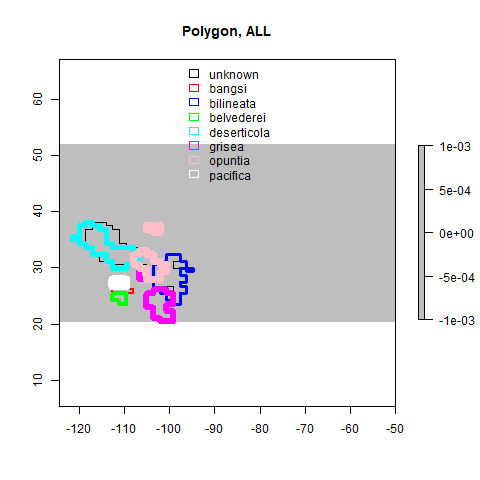 Polygon, ALL
unknown
bangsi
bilineata
belvederei
deserticola
grisea
opuntia
pacifica
60
50
40
30
20
10
-120 -110 -100 -90 -80 -70 -60 -50
1e-03
5e-04
0e+00
-5e-04
-1e-03